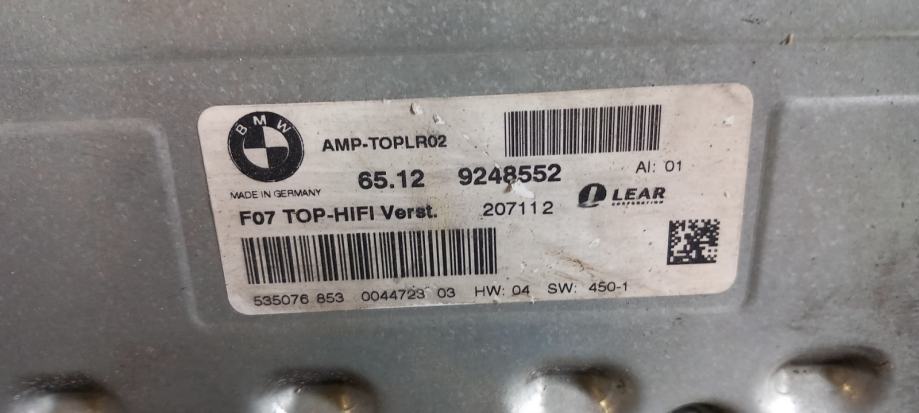 BMW
AMP-TOPLR02
65.12 9248552 AI: 01
MADE IN GERMANY
LEAR
CORPORATION
F07 TOP-HIFI Verst. 207112
535076 853 0044723 03 HW: 04 SW: 450-1